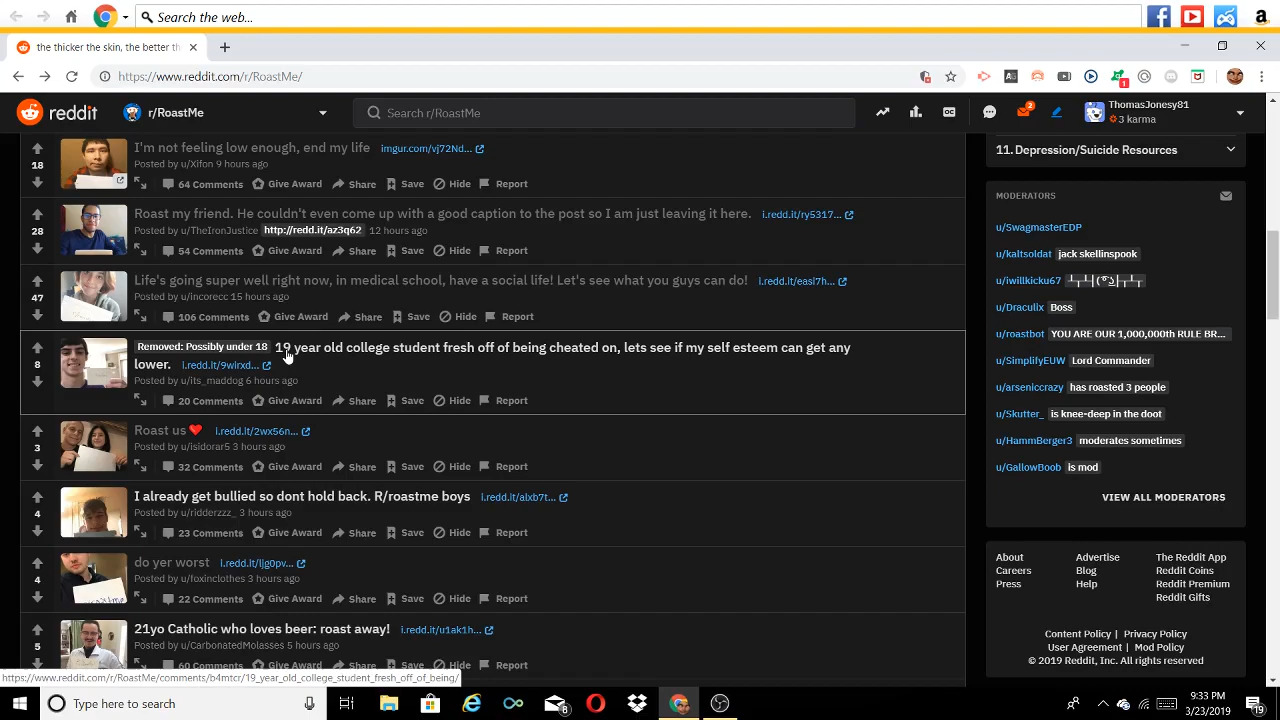 Search the web...
the thicker the skin, the better th
https://www.reddit.com/r/RoastMe/
1
reddit
r/RoastMe
Search r/RoastMe
2
ThomasJonesy81
3 karma
18
I'm not feeling low enough, end my life imgur.com/vj72Nd...
Posted by u/Xifon 9 hours ago
64 Comments Give Award Share Save Hide Report
28
Roast my friend. He couldn't even come up with a good caption to the post so I am just leaving it here. i.redd.it/ry5317...
Posted by u/TheIronJustice http://redd.it/az3q62 12 hours ago
54 Comments Give Award Share Save Hide Report
47
Life's going super well right now, in medical school, have a social life! Let's see what you guys can do! i.redd.it/easi7h...
Posted by u/incorecc 15 hours ago
106 Comments Give Award Share Save Hide Report
8
Removed: Possibly under 18 19 year old college student fresh off of being cheated on, lets see if my self esteem can get any
lower. i.redd.it/9wirxd...
Posted by u/its_maddog 6 hours ago
20 Comments Give Award Share Save Hide Report
3
Roast us i.redd.it/2wx56n...
Posted by u/isidorar5 3 hours ago
32 Comments Give Award Share Save Hide Report
4
I already get bullied so dont hold back. R/roastme boys i.redd.it/alxb7t...
Posted by u/ridderzzz_ 3 hours ago
23 Comments Give Award Share Save Hide Report
4
do yer worst i.redd.it/ljg0pv...
Posted by u/foxinclothes 3 hours ago
22 Comments Give Award Share Save Hide Report
5
21yo Catholic who loves beer: roast away! i.redd.it/u1ak1h...
Posted by u/CarbonatedMolasses 5 hours ago
60 Comments Give Award Share Save Hide Report
11. Depression/Suicide Resources
MODERATORS
u/SwagmasterEDP
u/kaltsoldat jack skellinspook
u/iwillkicku67
u/Draculix Boss
u/roastbot YOU ARE OUR 1,000,000th RULE BR...
u/SimplifyEUW Lord Commander
u/arseniccrazy has roasted 3 people
u/Skutter_ is knee-deep in the doot
u/HammBerger3 moderates sometimes
u/GallowBoob is mod
VIEW ALL MODERATORS
About Advertise The Reddit App
Careers Blog Reddit Coins
Press Help Reddit Premium
Reddit Gifts
Content Policy | Privacy Policy
User Agreement | Mod Policy
© 2019 Reddit, Inc. All rights reserved
https://www.reddit.com/r/RoastMe/comments/b4mtcr/19_year_old_college_student_fresh_off_of_being/
Type here to search
8
9:33 PM
3/23/2019
19